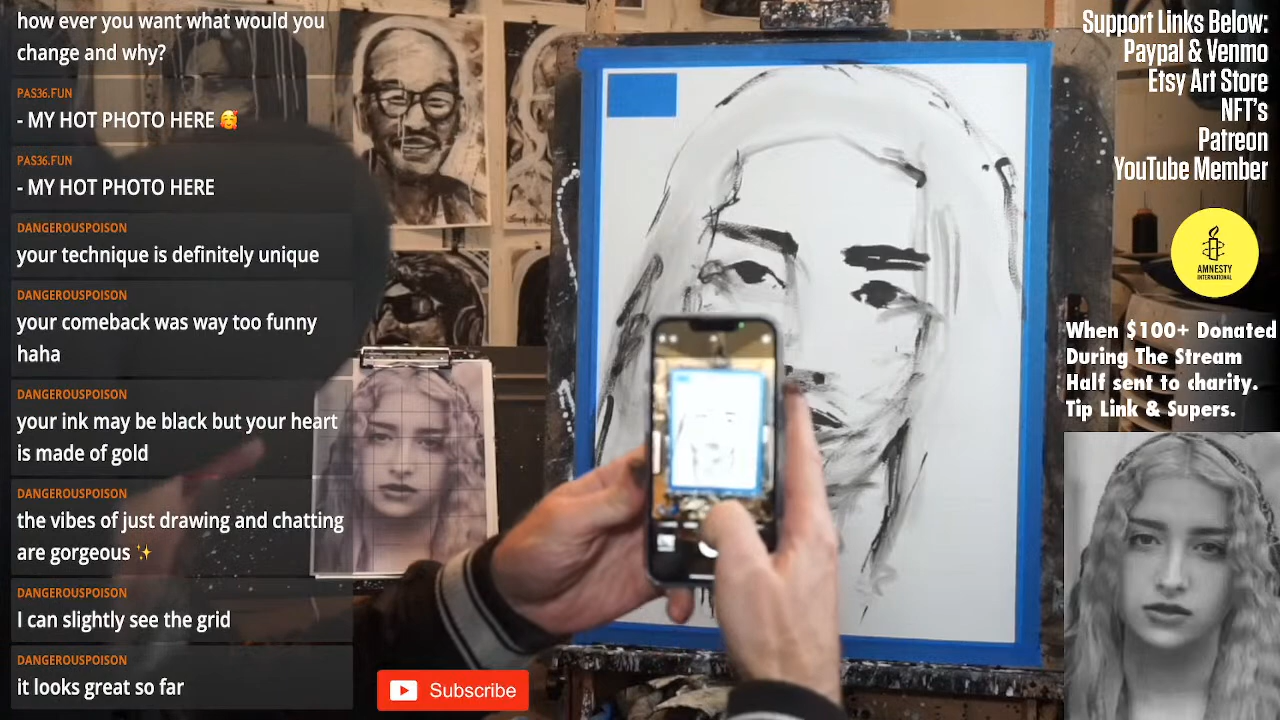 how ever you want what would you
change and why?
PAS36.FUN
- MY HOT PHOTO HERE 🥰
PAS36.FUN
- MY HOT PHOTO HERE
DANGEROUSPOISON
your technique is definitely unique
DANGEROUSPOISON
your comeback was way too funny
haha
DANGEROUSPOISON
your ink may be black but your heart
is made of gold
DANGEROUSPOISON
the vibes of just drawing and chatting
are gorgeous ✨
DANGEROUSPOISON
I can slightly see the grid
DANGEROUSPOISON
it looks great so far
Subscribe
Support Links Below:
Paypal & Venmo
Etsy Art Store
NFT's
Patreon
YouTube Member
AMNESTY
INTERNATIONAL
When $100+ Donated
During The Stream
Half sent to charity.
Tip Link & Supers.